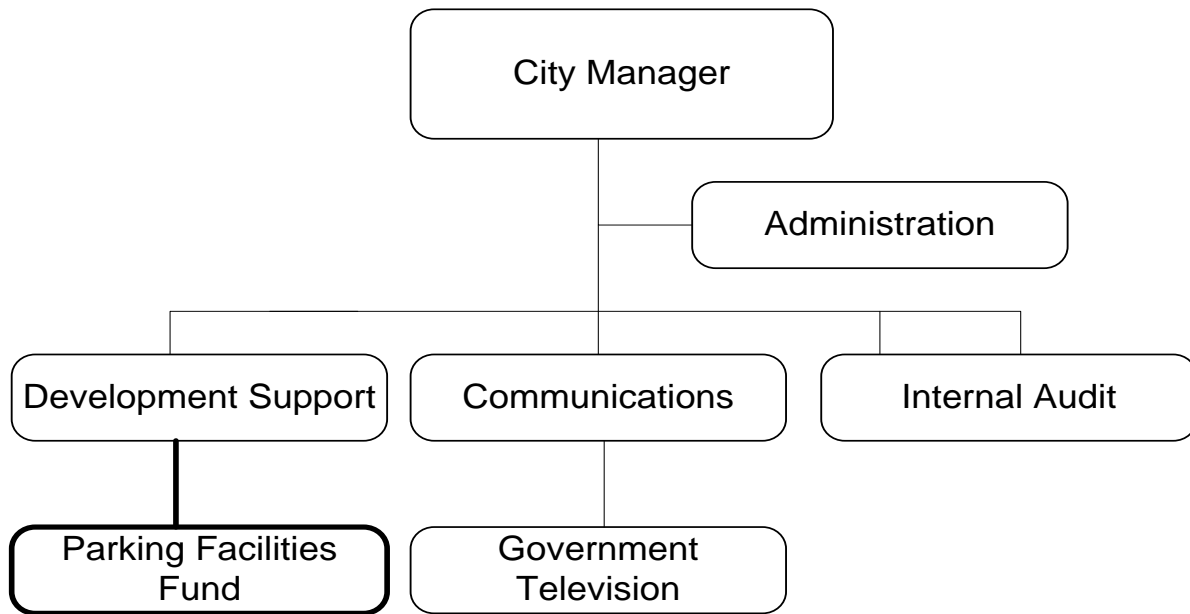 City Manager
Administration
Development Support
Communications
Internal Audit
Parking Facilities
Fund
Government
Television